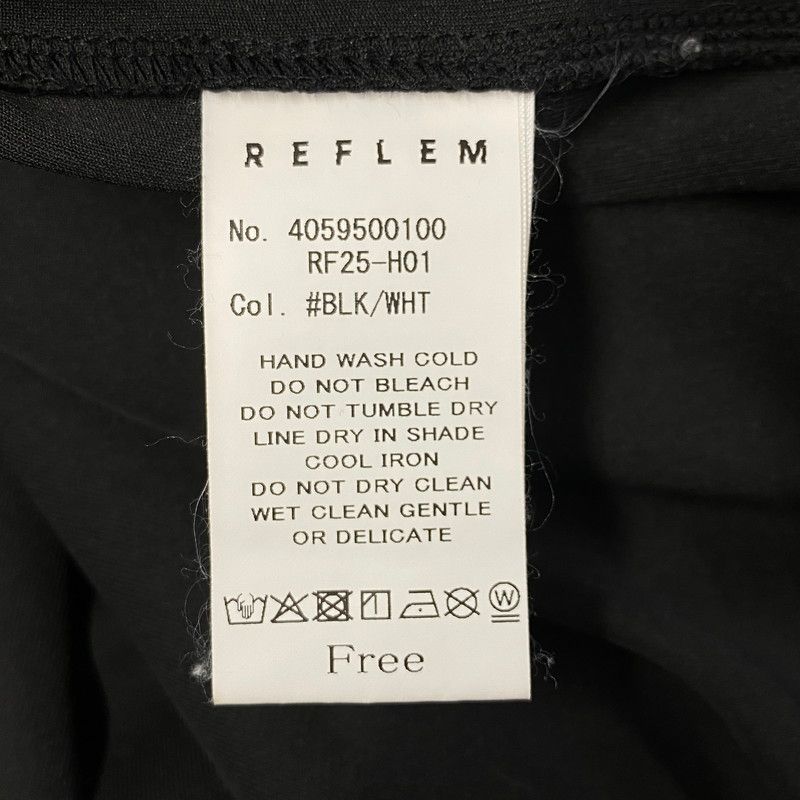 REFLEM
No. 4059500100
RF25-H01
Col. #BLK/WHT
HAND WASH COLD
DO NOT BLEACH
DO NOT TUMBLE DRY
LINE DRY IN SHADE
COOL IRON
DO NOT DRY CLEAN
WET CLEAN GENTLE
OR DELICATE
W
Free